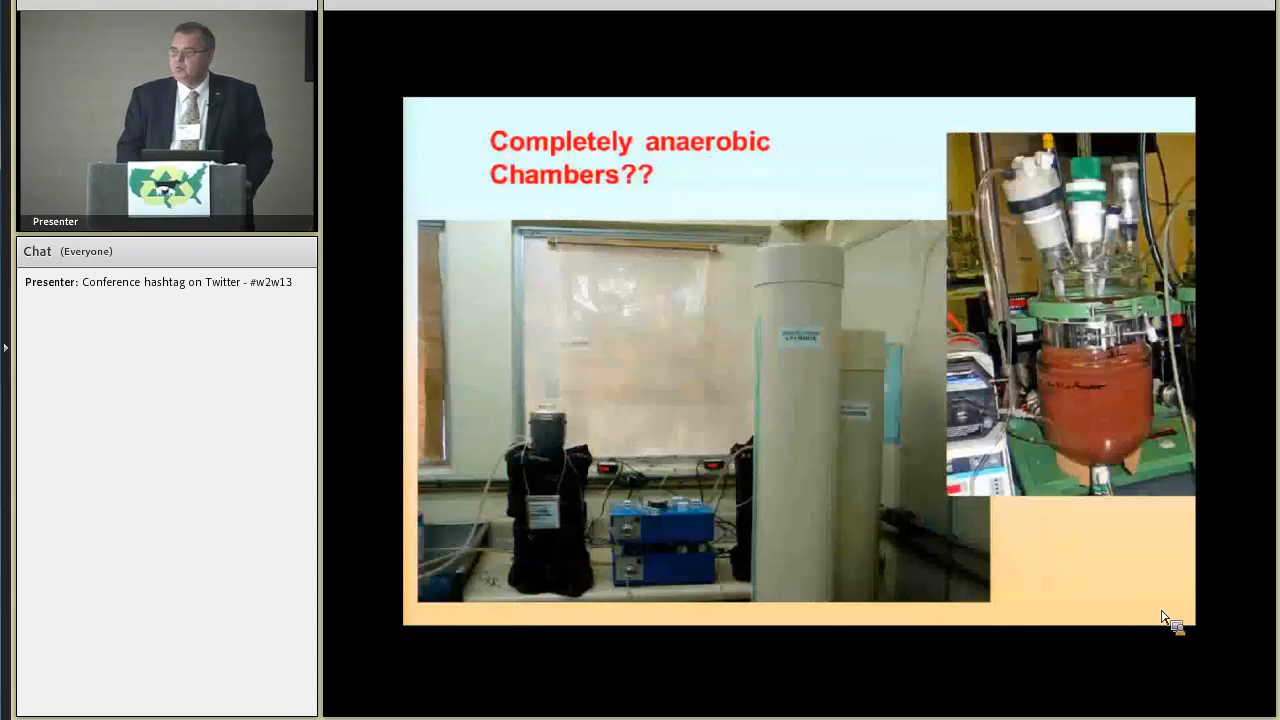 Presenter
Chat (Everyone)
Presenter: Conference hashtag on Twitter - #w2w13
Completely anaerobic
Chambers??